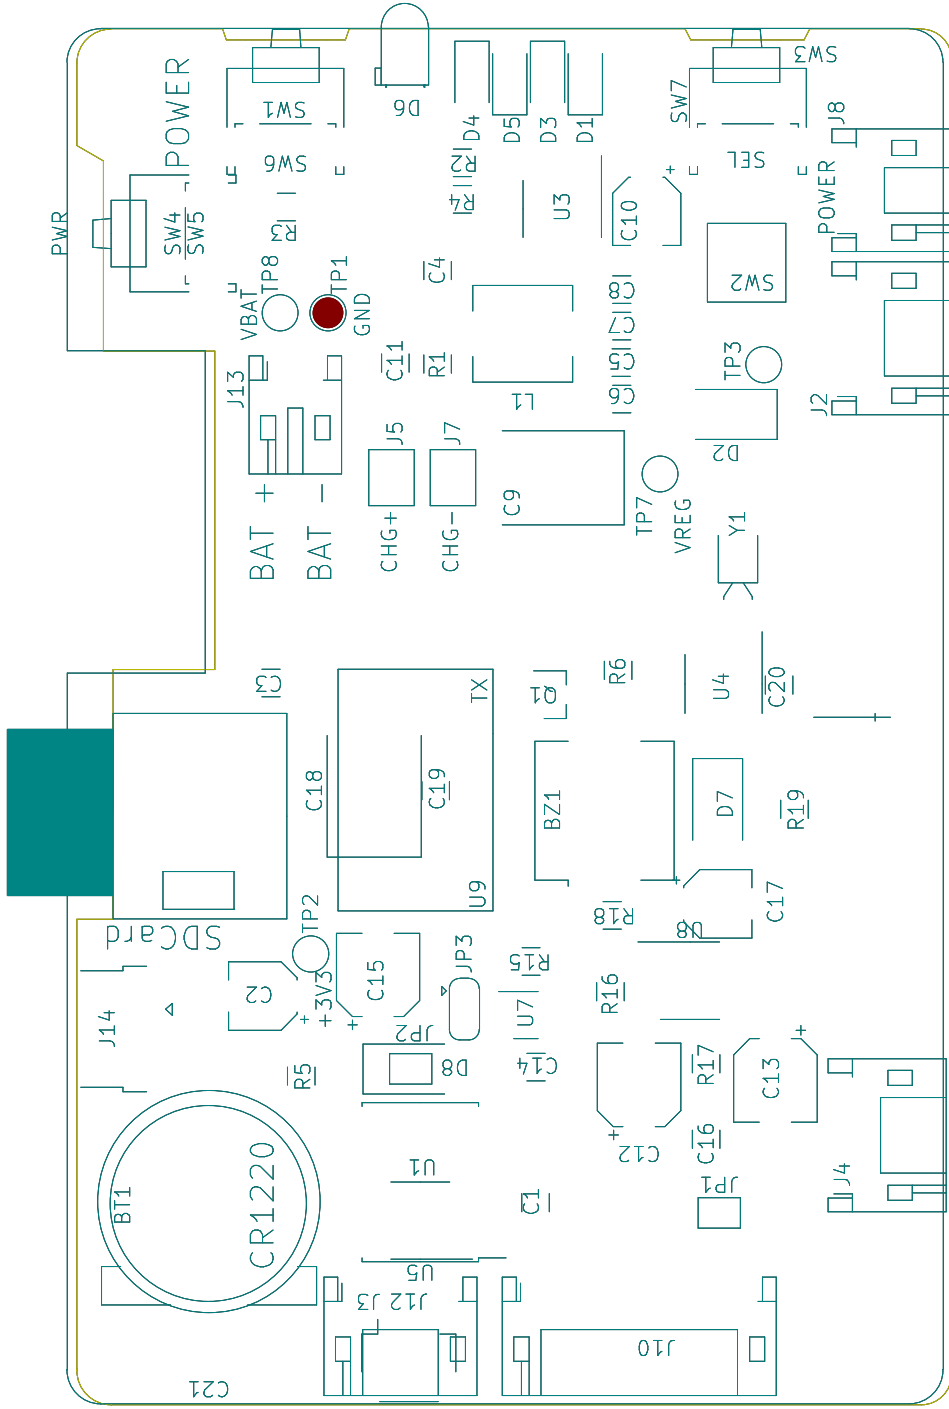 POWER
SW1
D6
D4
D5
D3
D1
SW7
SW3
J8
SW6
R2
SEL
R4
U3
C10
POWER
PWR
SW4
SW5
R3
TP8
TP1
C4
C8
SW2
VBAT
GND
C7
C11
R1
C5
TP3
J13
L1
C6
J2
J5
J7
D2
+
-
C9
TP7
VREG
Y1
BAT
BAT
CHG+
CHG-
C3
TX
Q1
R6
U4
C20
C18
C19
BZ1
D7
R19
U9
C17
TP2
R18
U8
SDCard
JP3
R15
C2
+3V3
C15
R16
J14
U7
JP2
R5
D8
C14
R17
C13
U1
C12
C16
BT1
CR1220
C1
JP1
J4
U5
J3
J12
J10
C21